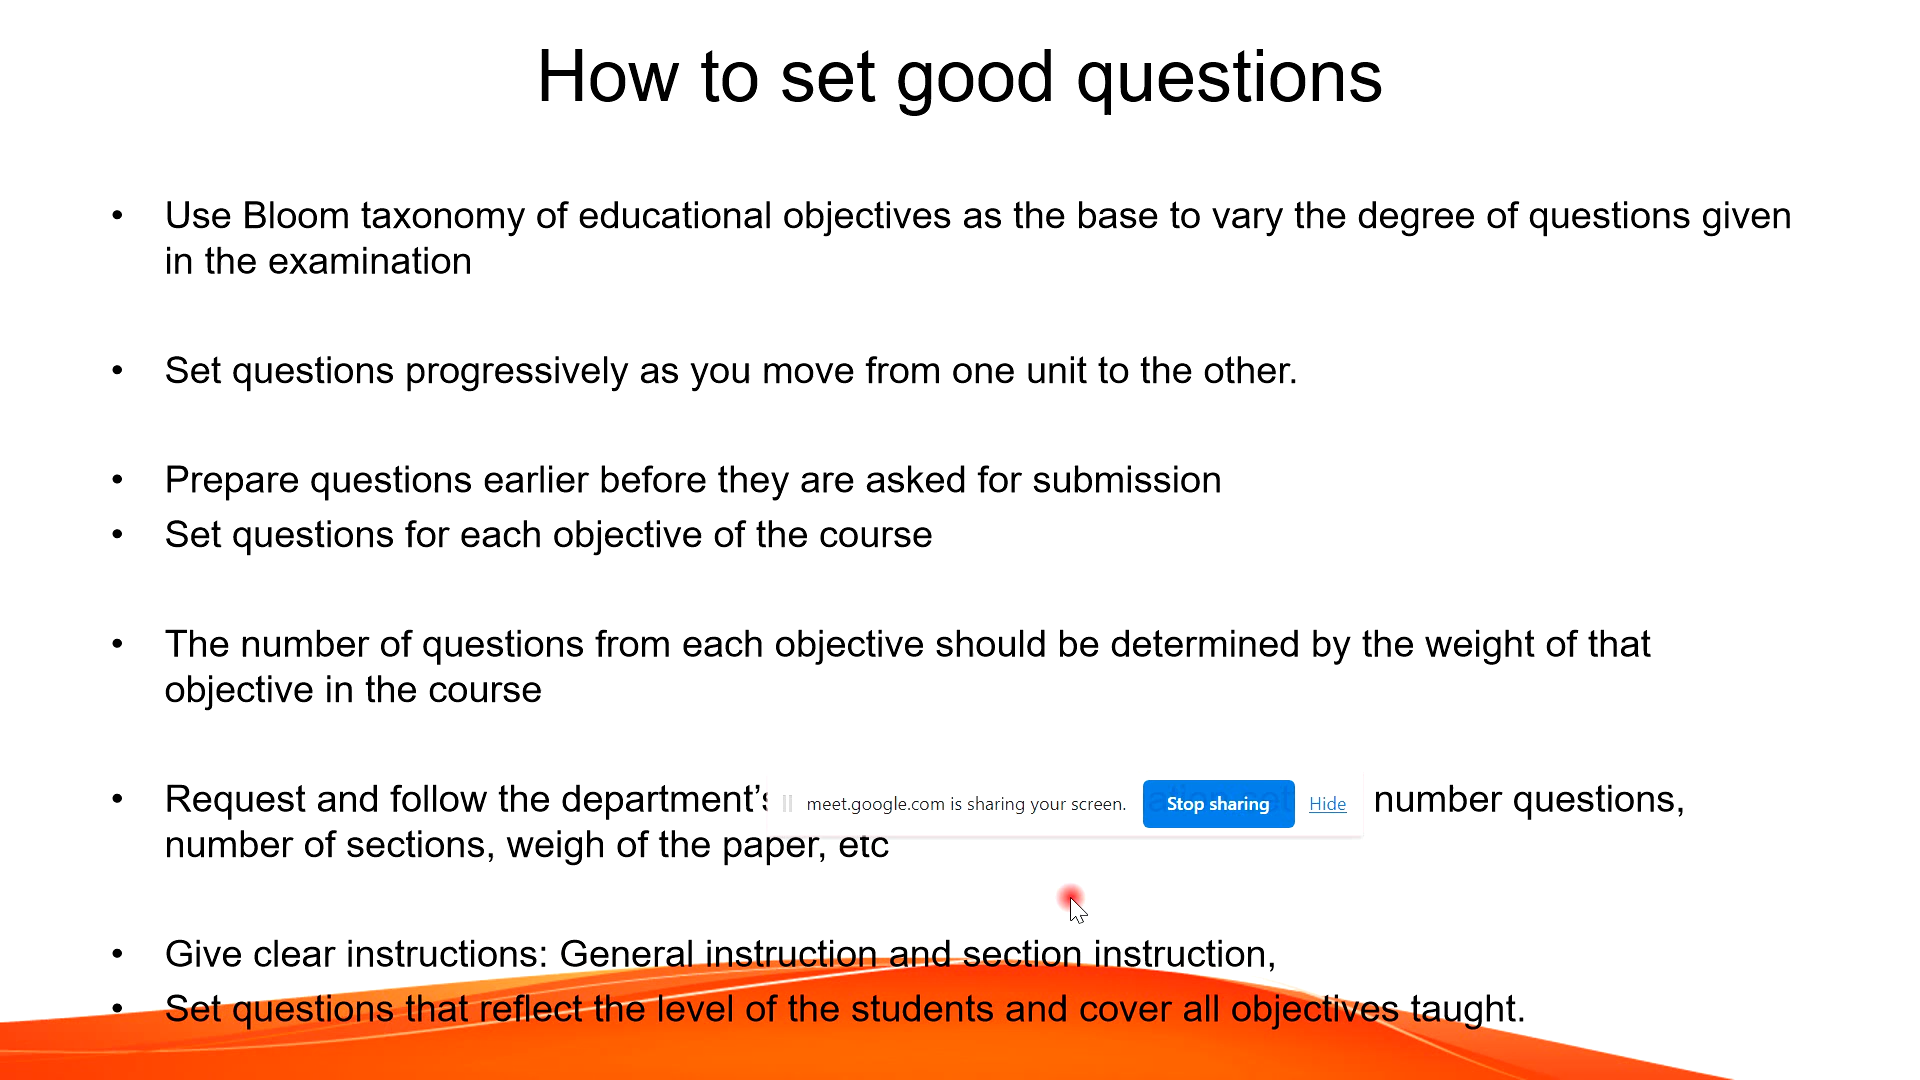 How to set good questions
• Use Bloom taxonomy of educational objectives as the base to vary the degree of questions given
in the examination
• Set questions progressively as you move from one unit to the other.
• Prepare questions earlier before they are asked for submission
• Set questions for each objective of the course
• The number of questions from each objective should be determined by the weight of that
objective in the course
• Request and follow the department's number questions,
meet.google.com is sharing your screen. Stop sharing Hide
number of sections, weigh of the paper, etc
• Give clear instructions: General instruction and section instruction,
• Set questions that reflect the level of the students and cover all objectives taught.